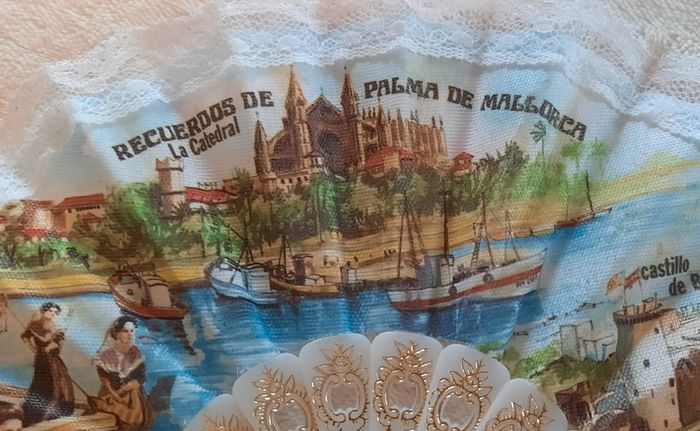 RECUERDOS DE PALMA DE MALLORCA
La Catedral
Castillo
de